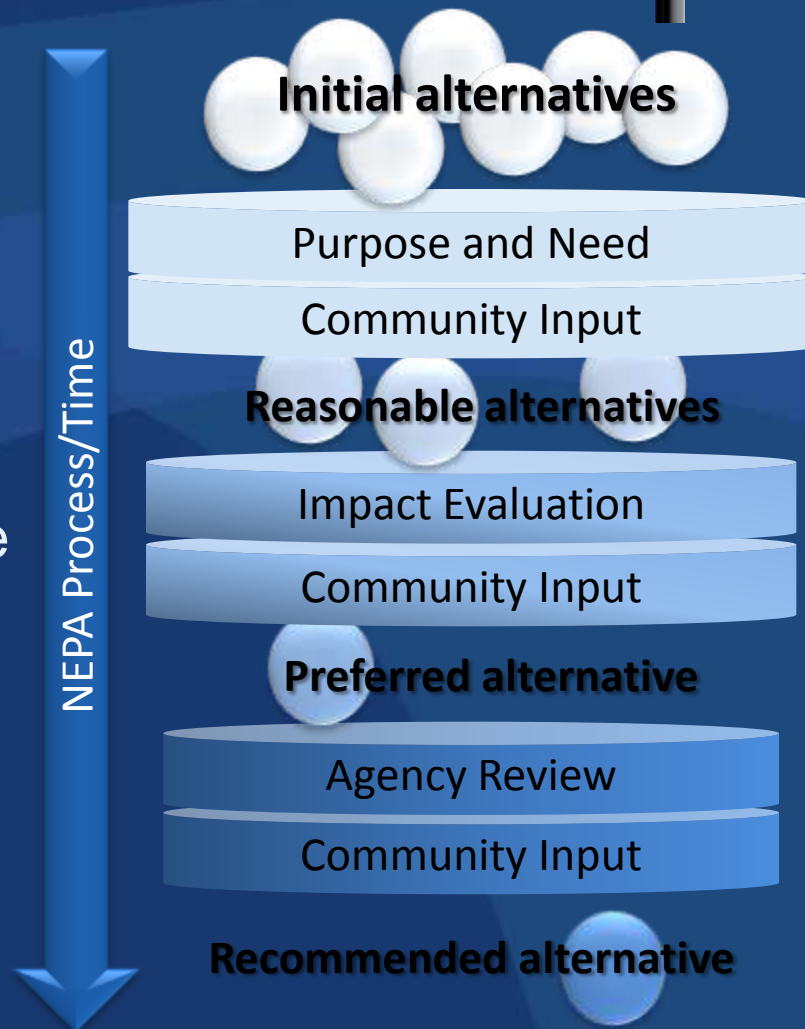 Initial alternatives
Purpose and Need
Community Input
Reasonable alternatives
Impact Evaluation
Community Input
Preferred alternative
Agency Review
Community Input
Recommended alternative
NEPA Process/Time
e